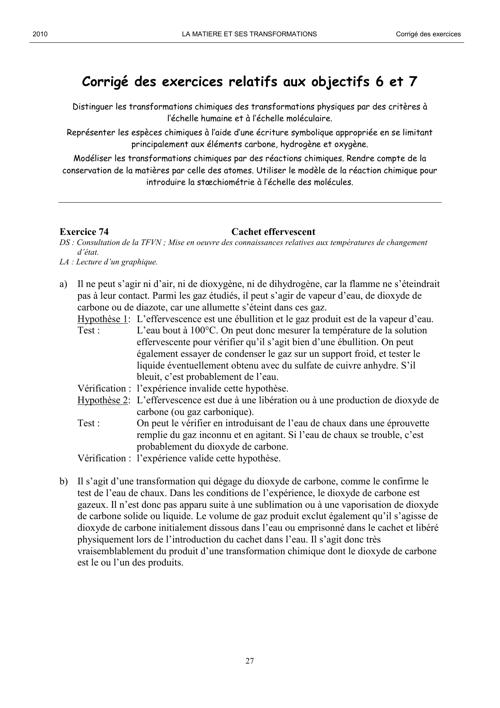 2010 LA MATIERE ET SES TRANSFORMATIONS Corrigé des exercices
Corrigé des exercices relatifs aux objectifs 6 et 7
Distinguer les transformations chimiques des transformations physiques par des critères à
l'échelle humaine et à l'échelle moléculaire.
Représenter les espèces chimiques à l'aide d'une écriture symbolique appropriée en se limitant
principalement aux éléments carbone, hydrogène et oxygène.
Modéliser les transformations chimiques par des réactions chimiques. Rendre compte de la
conservation de la matières par celle des atomes. Utiliser le modèle de la réaction chimique pour
introduire la stœchiométrie à l'échelle des molécules.
Exercice 74 Cachet effervescent
DS : Consultation de la TFVN ; Mise en oeuvre des connaissances relatives aux températures de changement
d'état.
LA : Lecture d'un graphique.
a) Il ne peut s'agir ni d'air, ni de dioxygène, ni de dihydrogène, car la flamme ne s'éteindrait
pas à leur contact. Parmi les gaz étudiés, il peut s'agir de vapeur d'eau, de dioxyde de
carbone ou de diazote, car une allumette s'éteint dans ces gaz.
Hypothèse 1: L'effervescence est une ébullition et le gaz produit est de la vapeur d'eau.
Test : L'eau bout à 100°C. On peut donc mesurer la température de la solution
effervescente pour vérifier qu'il s'agit bien d'une ébullition. On peut
également essayer de condenser le gaz sur un support froid, et tester le
liquide éventuellement obtenu avec du sulfate de cuivre anhydre. S'il
bleuit, c'est probablement de l'eau.
Vérification : l'expérience invalide cette hypothèse.
Hypothèse 2: L'effervescence est due à une libération ou à une production de dioxyde de
carbone (ou gaz carbonique).
Test : On peut le vérifier en introduisant de l'eau de chaux dans une éprouvette
remplie du gaz inconnu et en agitant. Si l'eau de chaux se trouble, c'est
probablement du dioxyde de carbone.
Vérification : l'expérience valide cette hypothèse.
b) Il s'agit d'une transformation qui dégage du dioxyde de carbone, comme le confirme le
test de l'eau de chaux. Dans les conditions de l'expérience, le dioxyde de carbone est
gazeux. Il n'est donc pas apparu suite à une sublimation ou à une vaporisation de dioxyde
de carbone solide ou liquide. Le volume de gaz produit exclut également qu'il s'agisse de
dioxyde de carbone initialement dissous dans l'eau ou emprisonné dans le cachet et libéré
physiquement lors de l'introduction du cachet dans l'eau. Il s'agit donc très
vraisemblablement du produit d'une transformation chimique dont le dioxyde de carbone
est le ou l'un des produits.
27